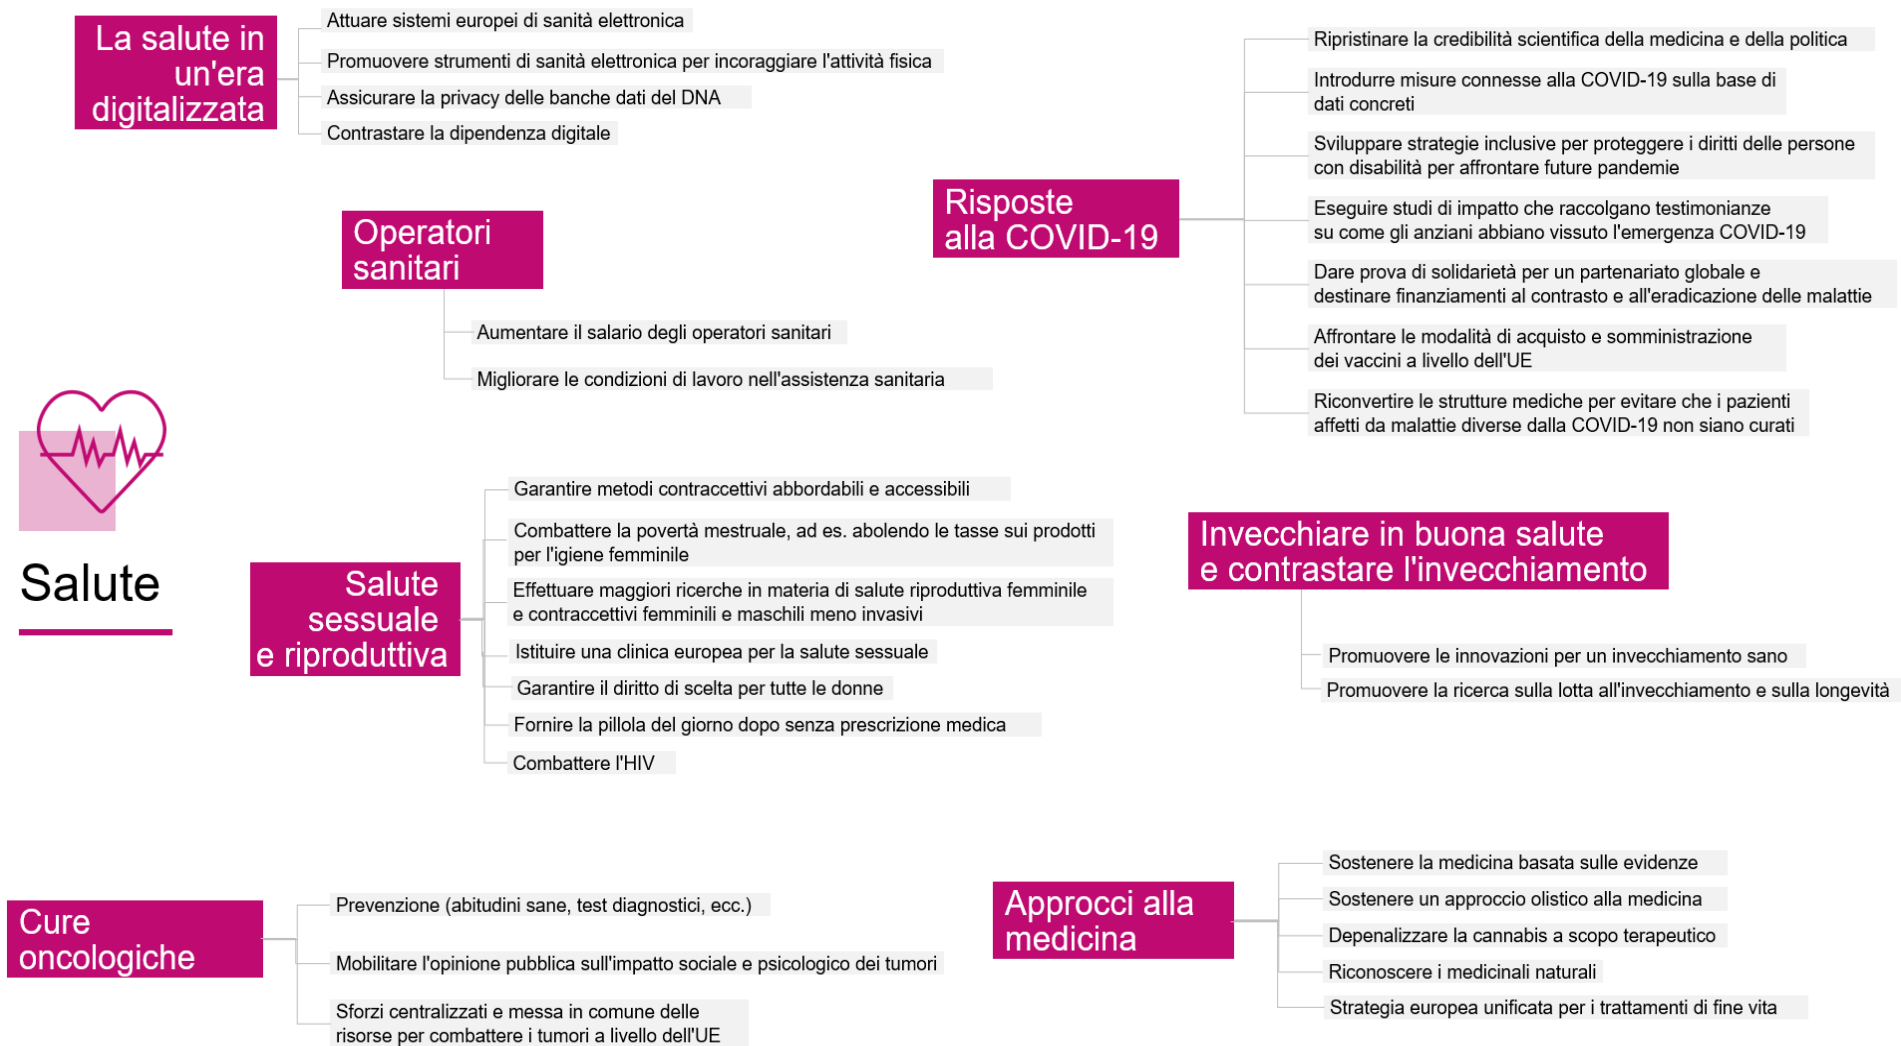 La salute in
un'era
digitalizzata
Attuare sistemi europei di sanità elettronica
Promuovere strumenti di sanità elettronica per incoraggiare l'attività fisica
Assicurare la privacy delle banche dati del DNA
Contrastare la dipendenza digitale
Operatori
sanitari
Aumentare il salario degli operatori sanitari
Migliorare le condizioni di lavoro nell'assistenza sanitaria
Risposte
alla COVID-19
Ripristinare la credibilità scientifica della medicina e della politica
Introdurre misure connesse alla COVID-19 sulla base di
dati concreti
Sviluppare strategie inclusive per proteggere i diritti delle persone
con disabilità per affrontare future pandemie
Eseguire studi di impatto che raccolgano testimonianze
su come gli anziani abbiano vissuto l'emergenza COVID-19
Dare prova di solidarietà per un partenariato globale e
destinare finanziamenti al contrasto e all'eradicazione delle malattie
Affrontare le modalità di acquisto e somministrazione
dei vaccini a livello dell'UE
Riconvertire le strutture mediche per evitare che i pazienti
affetti da malattie diverse dalla COVID-19 non siano curati
Salute
Salute
sessuale
e riproduttiva
Garantire metodi contraccettivi abbordabili e accessibili
Combattere la povertà mestruale, ad es. abolendo le tasse sui prodotti
per l'igiene femminile
Effettuare maggiori ricerche in materia di salute riproduttiva femminile
e contraccettivi femminili e maschili meno invasivi
Istituire una clinica europea per la salute sessuale
Garantire il diritto di scelta per tutte le donne
Fornire la pillola del giorno dopo senza prescrizione medica
Combattere l'HIV
Invecchiare in buona salute
e contrastare l'invecchiamento
Promuovere le innovazioni per un invecchiamento sano
Promuovere la ricerca sulla lotta all'invecchiamento e sulla longevità
Cure
oncologiche
Prevenzione (abitudini sane, test diagnostici, ecc.)
Mobilitare l'opinione pubblica sull'impatto sociale e psicologico dei tumori
Sforzi centralizzati e messa in comune delle
risorse per combattere i tumori a livello dell'UE
Approcci alla
medicina
Sostenere la medicina basata sulle evidenze
Sostenere un approccio olistico alla medicina
Depenalizzare la cannabis a scopo terapeutico
Riconoscere i medicinali naturali
Strategia europea unificata per i trattamenti di fine vita